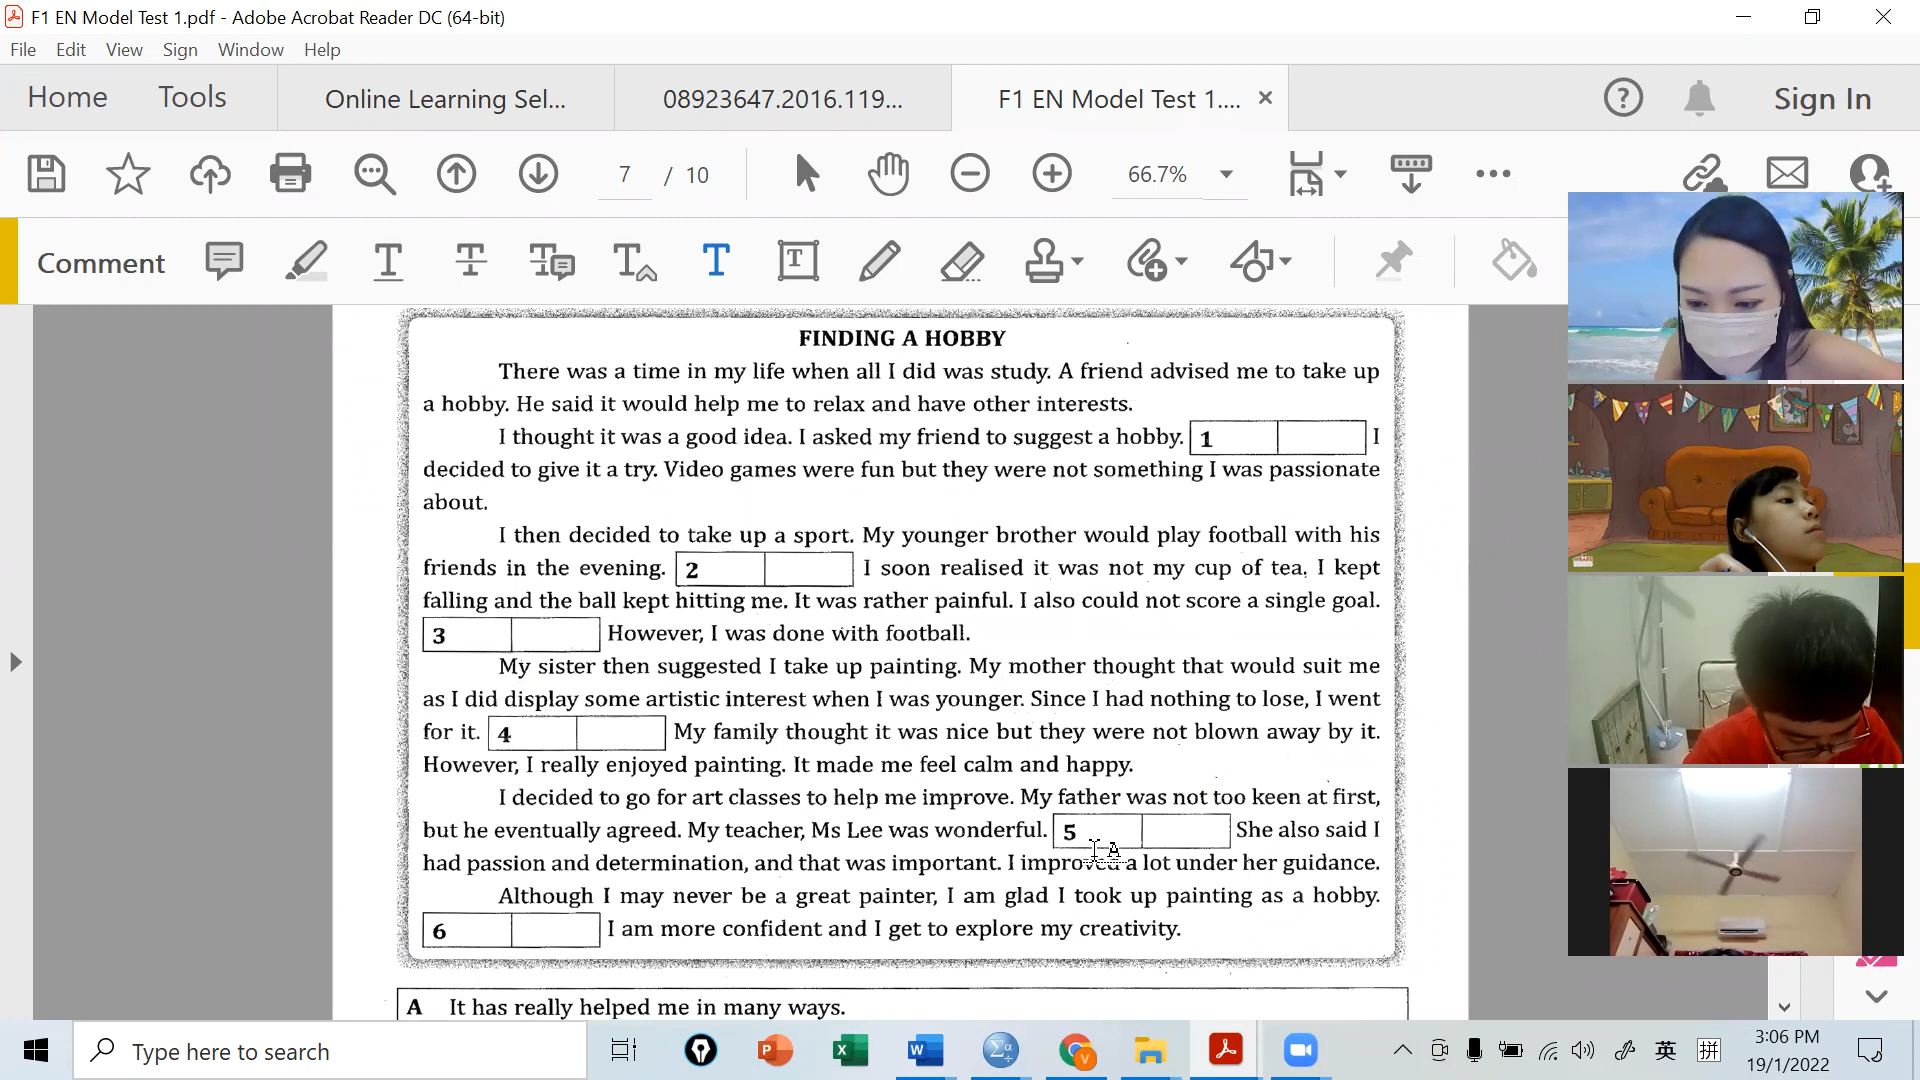 F1 EN Model Test 1.pdf - Adobe Acrobat Reader DC (64-bit)
File Edit View Sign Window Help
Home Tools Online Learning Sel... 08923647.2016.119... F1 EN Model Test 1.... Sign In
7 / 10 66.7%
Comment
FINDING A HOBBY
There was a time in my life when all I did was study. A friend advised me to take up
a hobby. He said it would help me to relax and have other interests.
I thought it was a good idea. I asked my friend to suggest a hobby. 1 I
decided to give it a try. Video games were fun but they were not something I was passionate
about.
I then decided to take up a sport. My younger brother would play football with his
friends in the evening. 2 I soon realised it was not my cup of tea. I kept
falling and the ball kept hitting me. It was rather painful. I also could not score a single goal.
3 However, I was done with football.
My sister then suggested I take up painting. My mother thought that would suit me
as I did display some artistic interest when I was younger. Since I had nothing to lose, I went
for it. 4 My family thought it was nice but they were not blown away by it.
However, I really enjoyed painting. It made me feel calm and happy.
I decided to go for art classes to help me improve. My father was not too keen at first,
but he eventually agreed. My teacher, Ms Lee was wonderful. 5 She also said I
had passion and determination, and that was important. I improved a lot under her guidance.
Although I may never be a great painter, I am glad I took up painting as a hobby.
6 I am more confident and I get to explore my creativity.
A It has really helped me in many ways.
Type here to search
英 拼
3:06 PM
19/1/2022